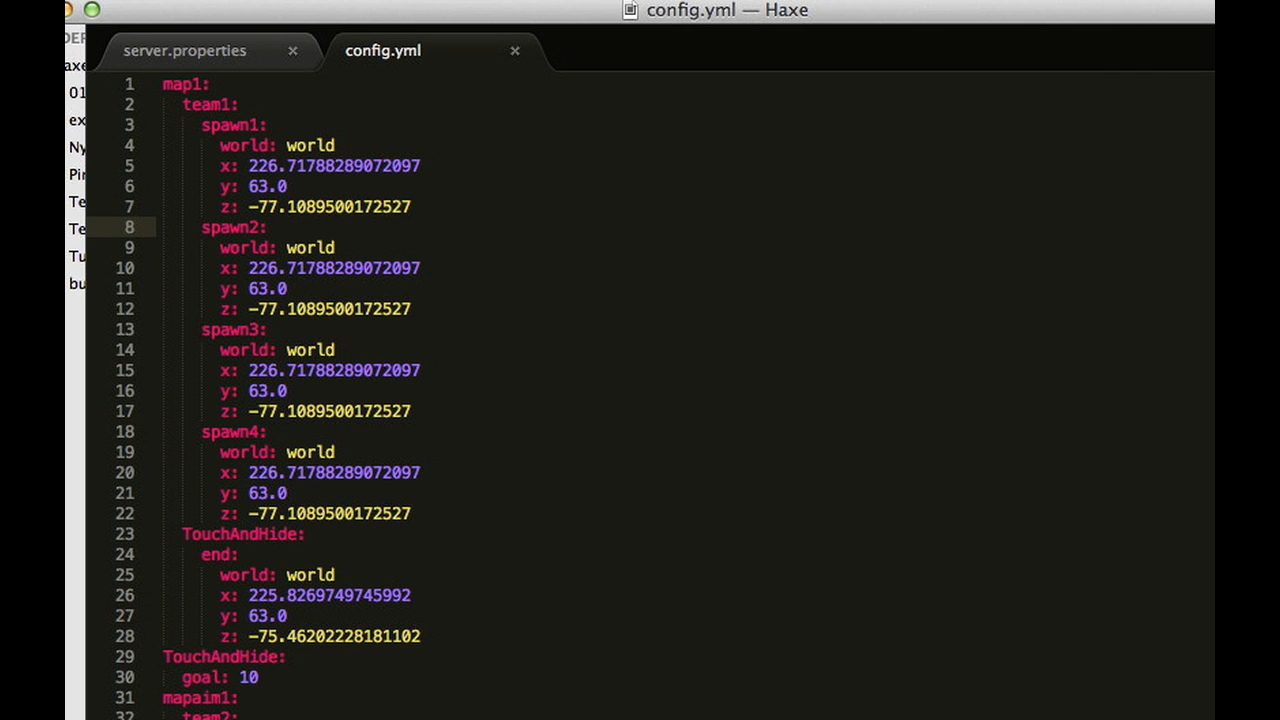 config.yml — Haxe
server.properties × config.yml ×
1 map1:
2 team1:
3 spawn1:
4 world: world
5 x: 226.71788289072097
6 y: 63.0
7 z: -77.1089500172527
8 spawn2:
9 world: world
10 x: 226.71788289072097
11 y: 63.0
12 z: -77.1089500172527
13 spawn3:
14 world: world
15 x: 226.71788289072097
16 y: 63.0
17 z: -77.1089500172527
18 spawn4:
19 world: world
20 x: 226.71788289072097
21 y: 63.0
22 z: -77.1089500172527
23 TouchAndHide:
24 end:
25 world: world
26 x: 225.8269749745992
27 y: 63.0
28 z: -75.46202228181102
29 TouchAndHide:
30 goal: 10
31 mapaim1:
32 team2: